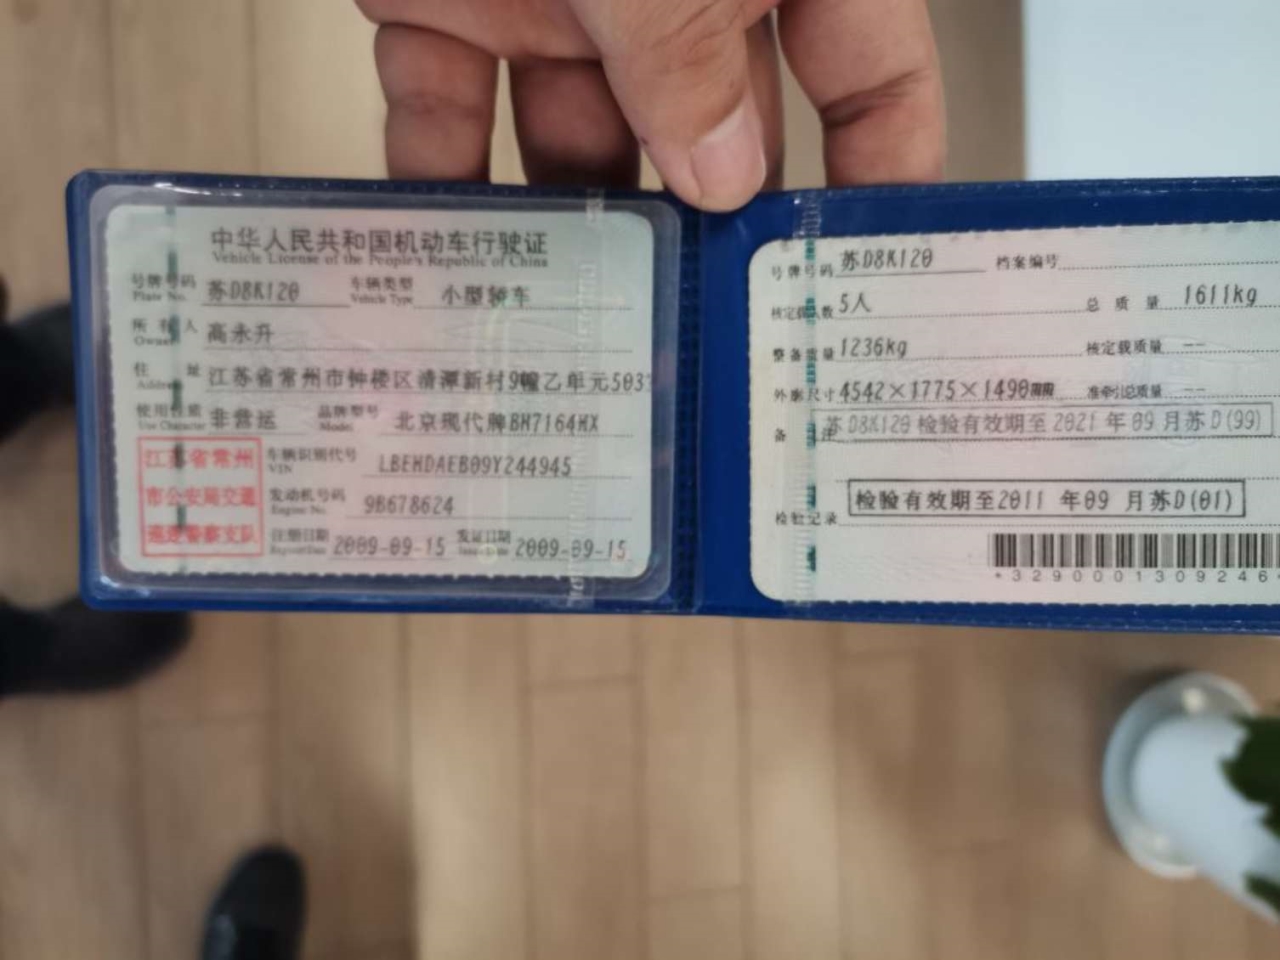 中华人民共和国机动车行驶证
Vehicle License of the People's Republic of China
号牌号码 苏D8K120 车辆类型 小型轿车
Plate No. Vehicle Type
所有人 高永升
Owner
住址 江苏省常州市钟楼区清潭新村9幢乙单元503
Address
使用性质 非营运 品牌型号 北京现代牌BH7164MX
Use Character Model
江苏省常州
市公安局交通
巡逻警察支队
车辆识别代号 LBEHDAEB09Y244945
VIN
发动机号码 9B678624
Engine No.
注册日期 2009-09-15 发证日期 2009-09-15
Register Date Issue Date
号牌号码 苏D8K120 档案编号
核定载人数 5人 总质量 1611kg
整备质量 1236kg 核定载质量 --
外廓尺寸 4542×1775×1490mm 准牵引总质量 --
备注 苏D8K120 检验有效期至2021年09月苏D(99)
检验有效期至2011 年09 月苏D(01)
检验记录
*3290001309246